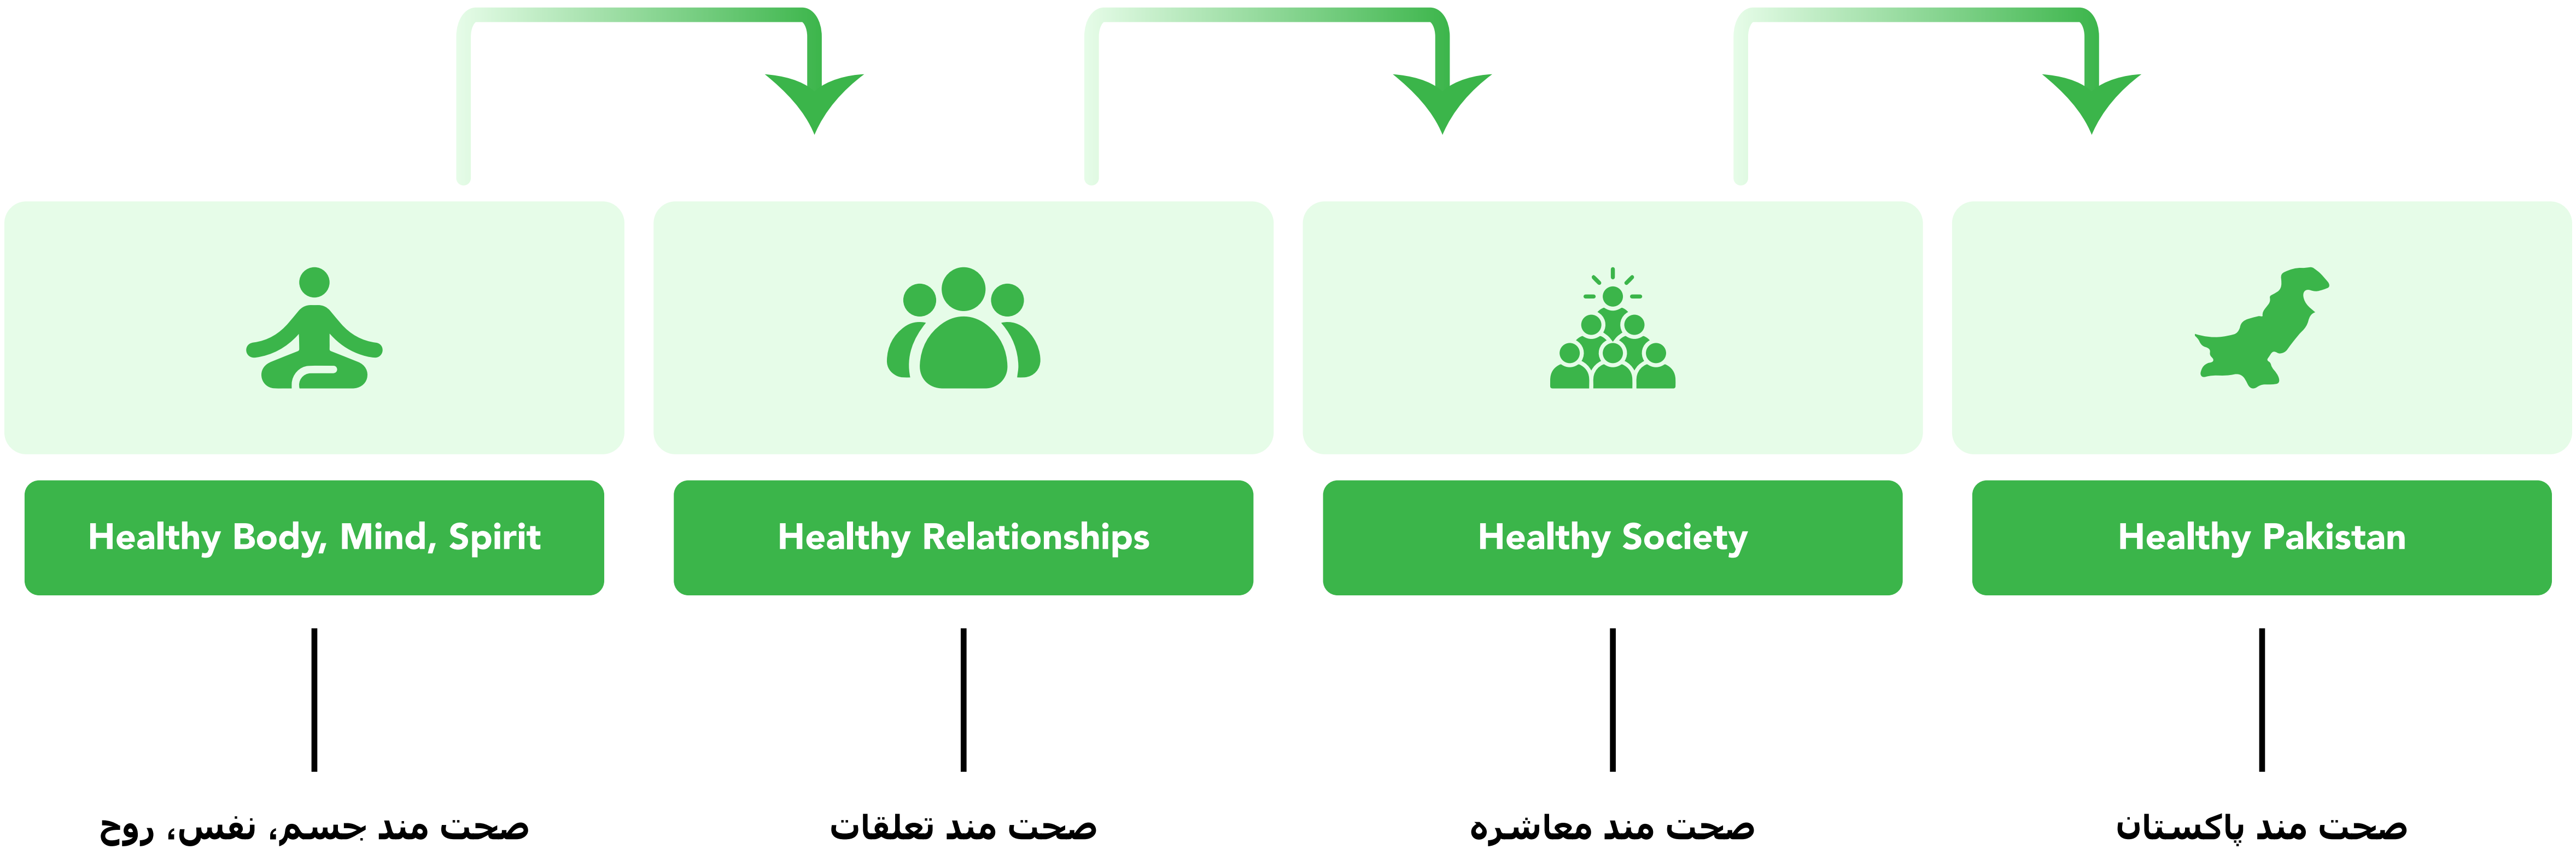 Healthy Body, Mind, Spirit
Healthy Relationships
Healthy Society
Healthy Pakistan
صحت مند جسم، نفس، روح
صحت مند تعلقات
صحت مند معاشرہ
صحت مند پاکستان